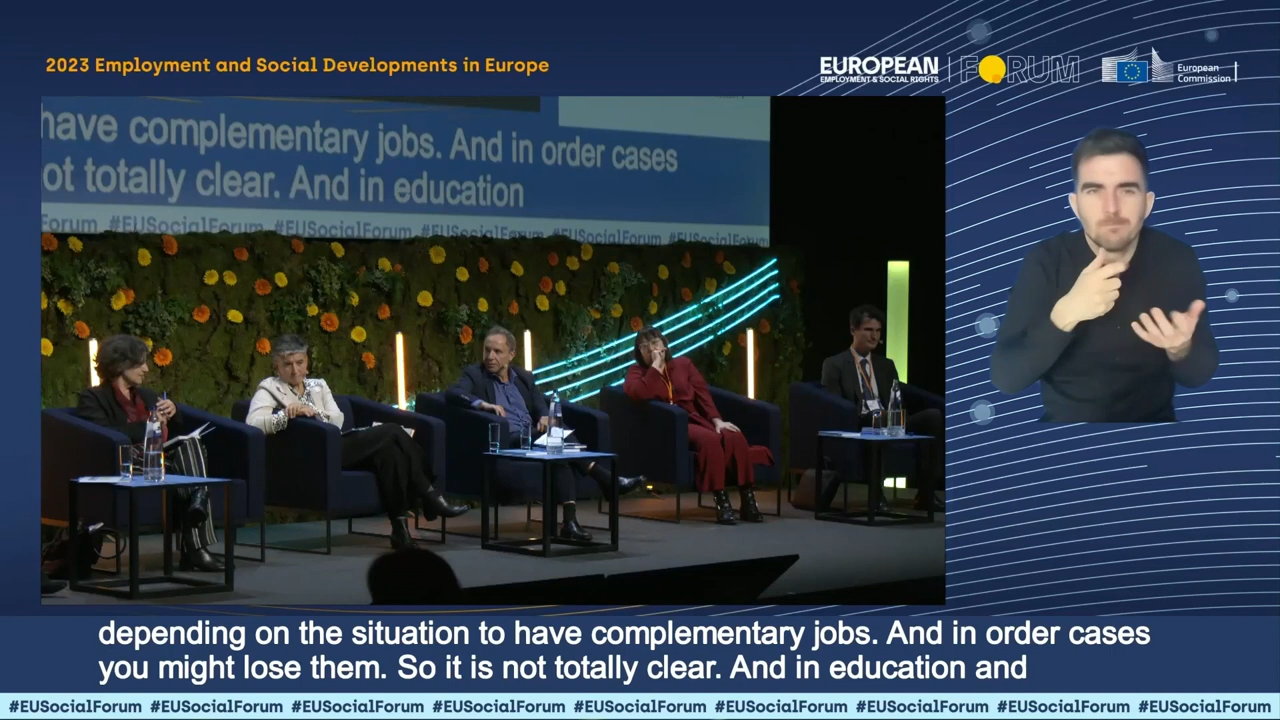 2023 Employment and Social Developments in Europe
EUROPEAN
EMPLOYMENT & SOCIAL RIGHTS
FORUM
European
Commission
have complementary jobs. And in order cases
ot totally clear. And in education
Forum #EUSocialForum #EUSocialForum #EUSocialForum #EUSocialForum
depending on the situation to have complementary jobs. And in order cases
you might lose them. So it is not totally clear. And in education and
#EUSocialForum #EUSocialForum #EUSocialForum #EUSocialForum #EUSocialForum #EUSocialForum #EUSocialForum #EUSocialForum #EUSocialForum